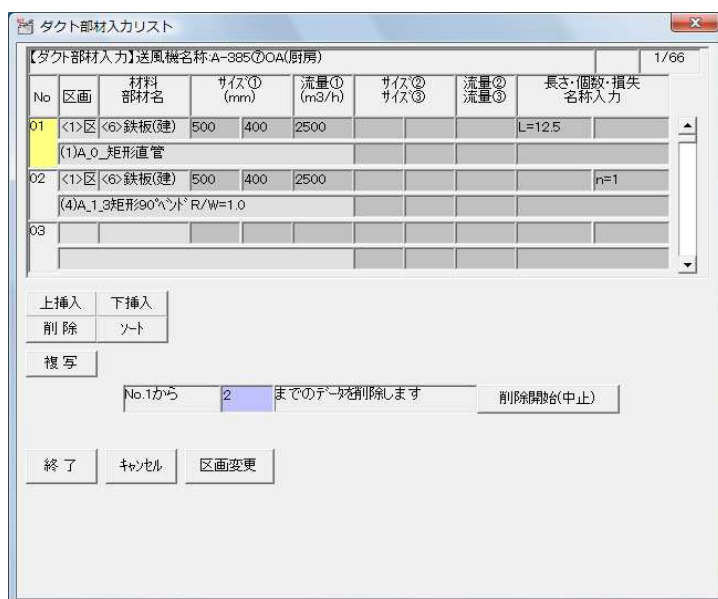 ダクト部材入力リスト
【ダクト部材入力】送風機名称:A-385⑦OA(厨房) 1/66
No 区画 材料 部材名 サイズ① (mm) 流量① (m3/h) サイズ② サイズ③ 流量② 流量③ 長さ・個数・損失 名称入力
01 <1>区 <6>鉄板(建) 500 400 2500 L=12.5
(1)A_0_矩形直管
02 <1>区 <6>鉄板(建) 500 400 2500 n=1
(4)A_1_3矩形90°ベンド R/W=1.0
03
上挿入 下挿入
削 除 ソート
複 写
No.1から 2 までのデータを削除します 削除開始(中止)
終 了 キャンセル 区画変更